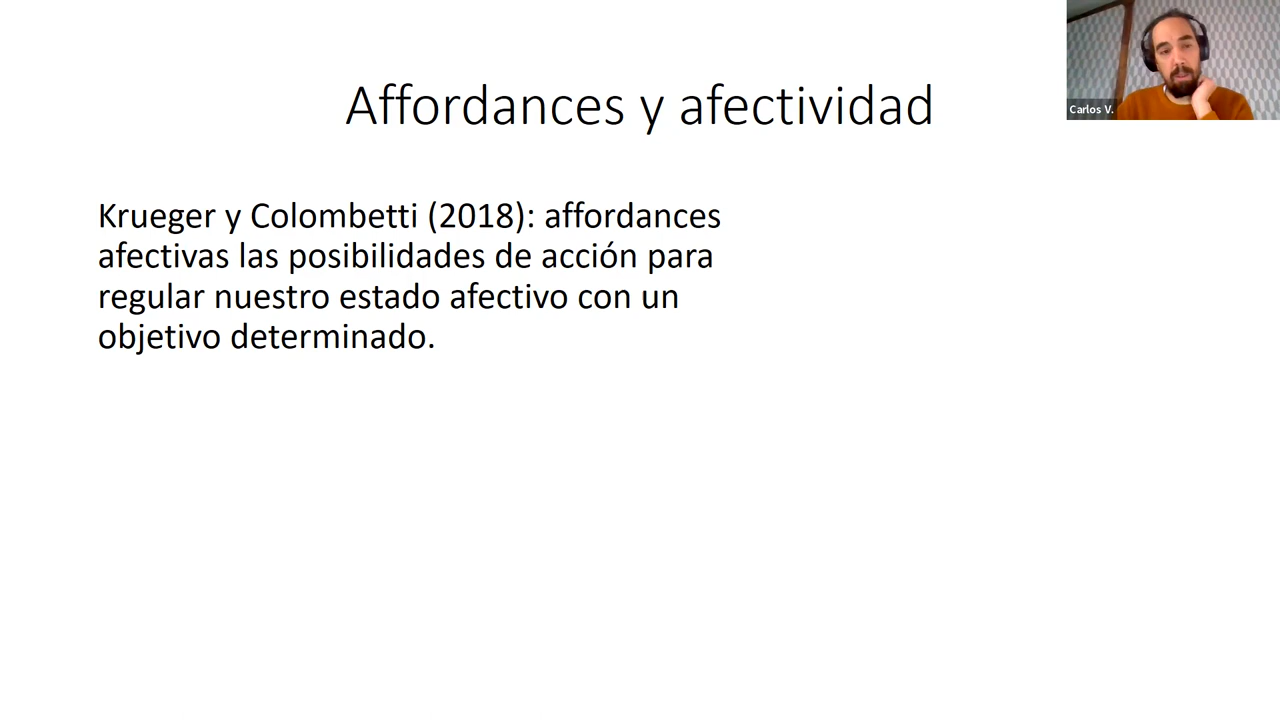 Affordances y afectividad
Carlos V.
Krueger y Colombetti (2018): affordances
afectivas las posibilidades de acción para
regular nuestro estado afectivo con un
objetivo determinado.